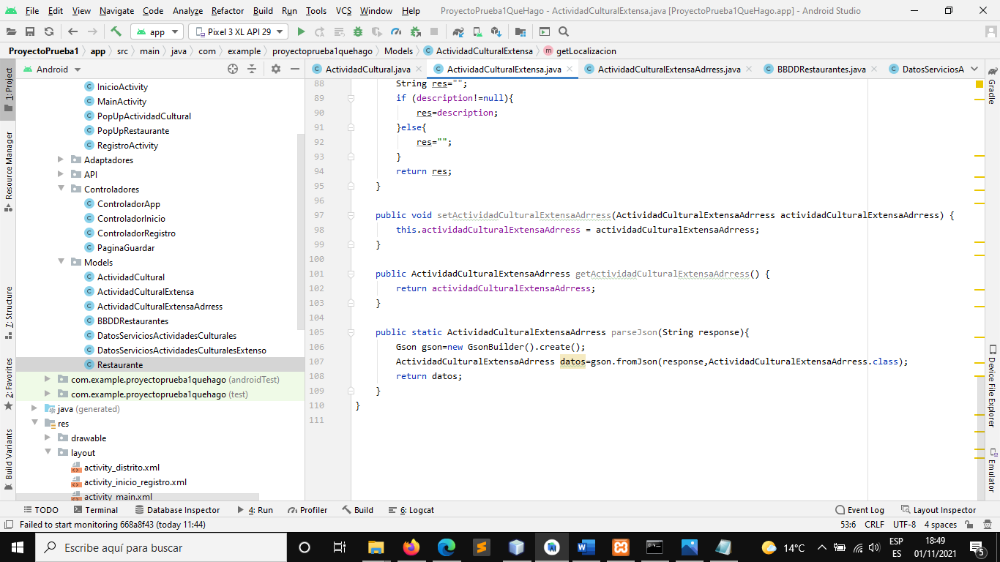 File Edit View Navigate Code Analyze Refactor Build Run Tools VCS Window Help ProyectoPrueba1QueHago - ActividadCulturalExtensa.java [ProyectoPrueba1QueHago.app] - Android Studio
app Pixel 3 XL API 29
ProyectoPrueba1 app src main java com example proyectoprueba1quehago Models ActividadCulturalExtensa getLocalizacion
Android
ActividadCultural.java ActividadCulturalExtensa.java ActividadCulturalExtensaAdrress.java BBDDRestaurantes.java DatosServiciosA
1: Project
Resource Manager
7: Structure
2: Favorites
Build Variants
InicioActivity
MainActivity
PopUpActividadCultural
PopUpRestaurante
RegistroActivity
Adaptadores
API
Controladores
ControladorApp
ControladorInicio
ControladorRegistro
PaginaGuardar
Models
ActividadCultural
ActividadCulturalExtensa
ActividadCulturalExtensaAdrress
BBDDRestaurantes
DatosServiciosActividadesCulturales
DatosServiciosActividadesCulturalesExtenso
Restaurante
com.example.proyectoprueba1quehago (androidTest)
com.example.proyectoprueba1quehago (test)
java (generated)
res
drawable
layout
activity_distrito.xml
activity_inicio_registro.xml
activity_main.xml
88 String res="";
89 if (description!=null){
90 res=description;
91 }else{
92 res="";
93 }
94 return res;
95 }
96
97 public void setActividadCulturalExtensaAdrress(ActividadCulturalExtensaAdrress actividadCulturalExtensaAdrress) {
98 this.actividadCulturalExtensaAdrress = actividadCulturalExtensaAdrress;
99 }
100
101 public ActividadCulturalExtensaAdrress getActividadCulturalExtensaAdrress() {
102 return actividadCulturalExtensaAdrress;
103 }
104
105 public static ActividadCulturalExtensaAdrress parseJson(String response){
106 Gson gson=new GsonBuilder().create();
107 ActividadCulturalExtensaAdrress datos=gson.fromJson(response,ActividadCulturalExtensaAdrress.class);
108 return datos;
109 }
110 }
111
Gradle
Device File Explorer
Emulator
TODO Terminal Database Inspector 4: Run Profiler Build 6: Logcat Event Log Layout Inspector
Failed to start monitoring 668a8f43 (today 11:44) 53:6 CRLF UTF-8 4 spaces
Escribe aquí para buscar 14°C ESP 18:49
ES 01/11/2021 5